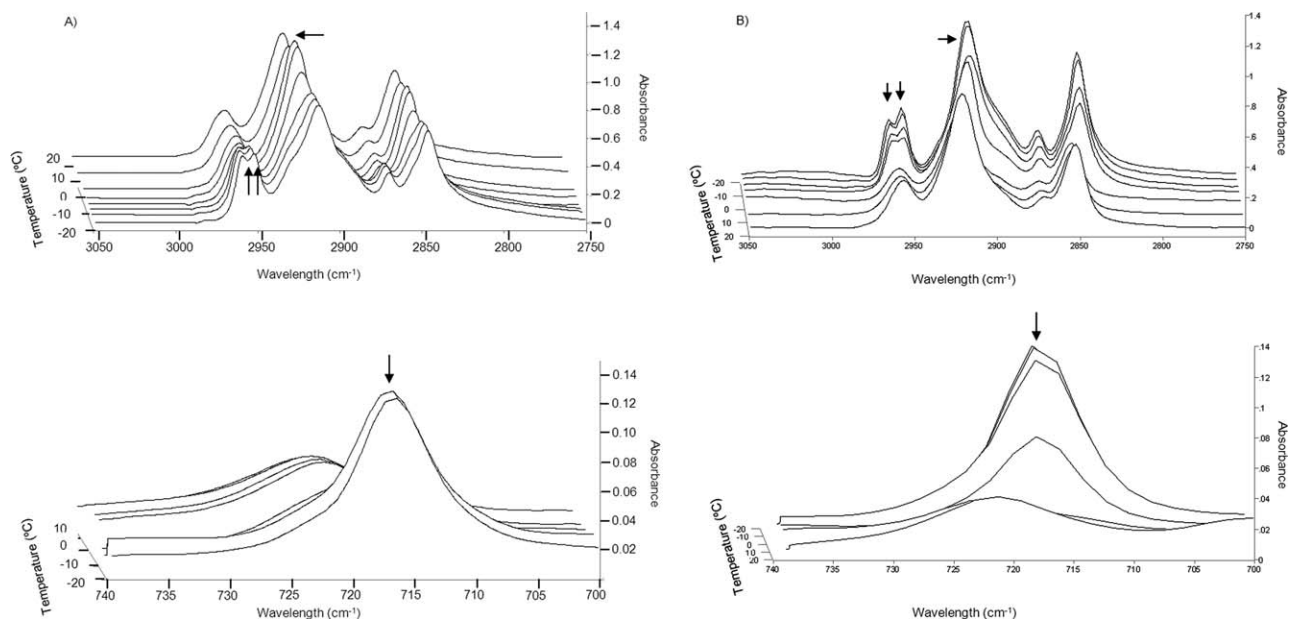 A)
1.4
1.2
1.0
0.8
0.6
0.4
0.2
0
Absorbance
20
10
0
-10
-20
Temperature (ºC)
3050 3000 2950 2900 2850 2800 2750
Wavelength (cm-1)
B)
1.4
1.2
1
.8
.6
.4
.2
0
Absorbance
-20
-10
0
10
20
Temperature (ºC)
3050 2950 2900 2850 2800 2750
Wavelength (cm-1)
0.14
0.12
0.10
0.08
0.06
0.04
0.02
Absorbance
10
0
-10
-20
Temperature (ºC)
740 735 730 725 720 715 710 705 700
Wavelength (cm-1)
.14
.12
.1
.08
.06
.04
.02
0
Absorbance
-20
-10
0
10
20
Temperature (ºC)
740 735 730 725 720 715 710 705 700
Wavelength (cm-1)